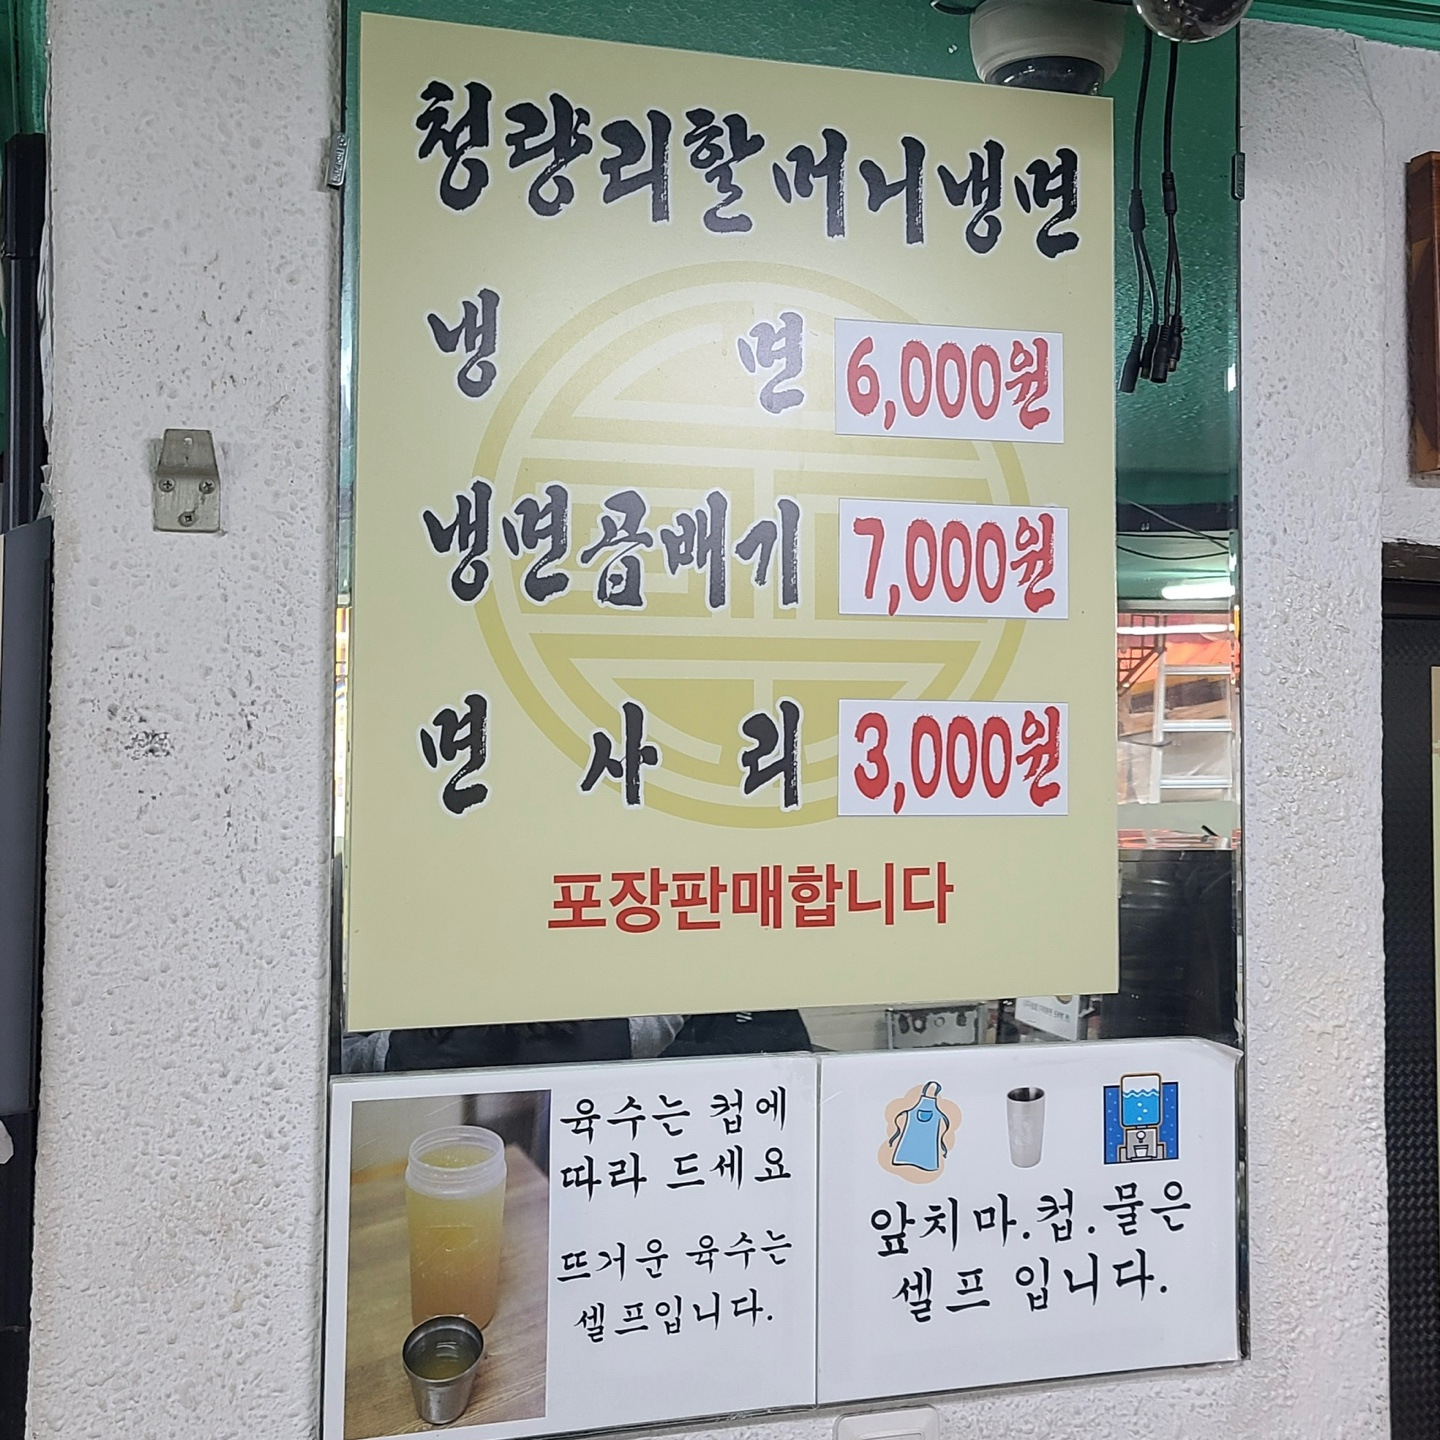 청량리할머니냉면
냉면 6,000원
냉면곱배기 7,000원
면사리 3,000원
포장판매합니다
육수는 컵에
따라 드세요
뜨거운 육수는
셀프입니다.
앞치마.컵.물은
셀프 입니다.